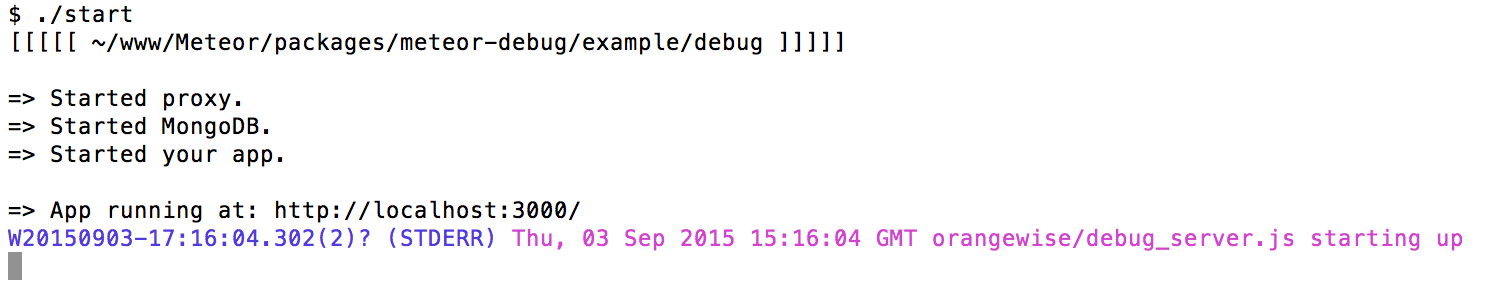 $ ./start
[[[[[ ~/www/Meteor/packages/meteor-debug/example/debug ]]]]]
=> Started proxy.
=> Started MongoDB.
=> Started your app.
=> App running at: http://localhost:3000/
W20150903-17:16:04.302(2)? (STDERR) Thu, 03 Sep 2015 15:16:04 GMT orangewise/debug_server.js starting up